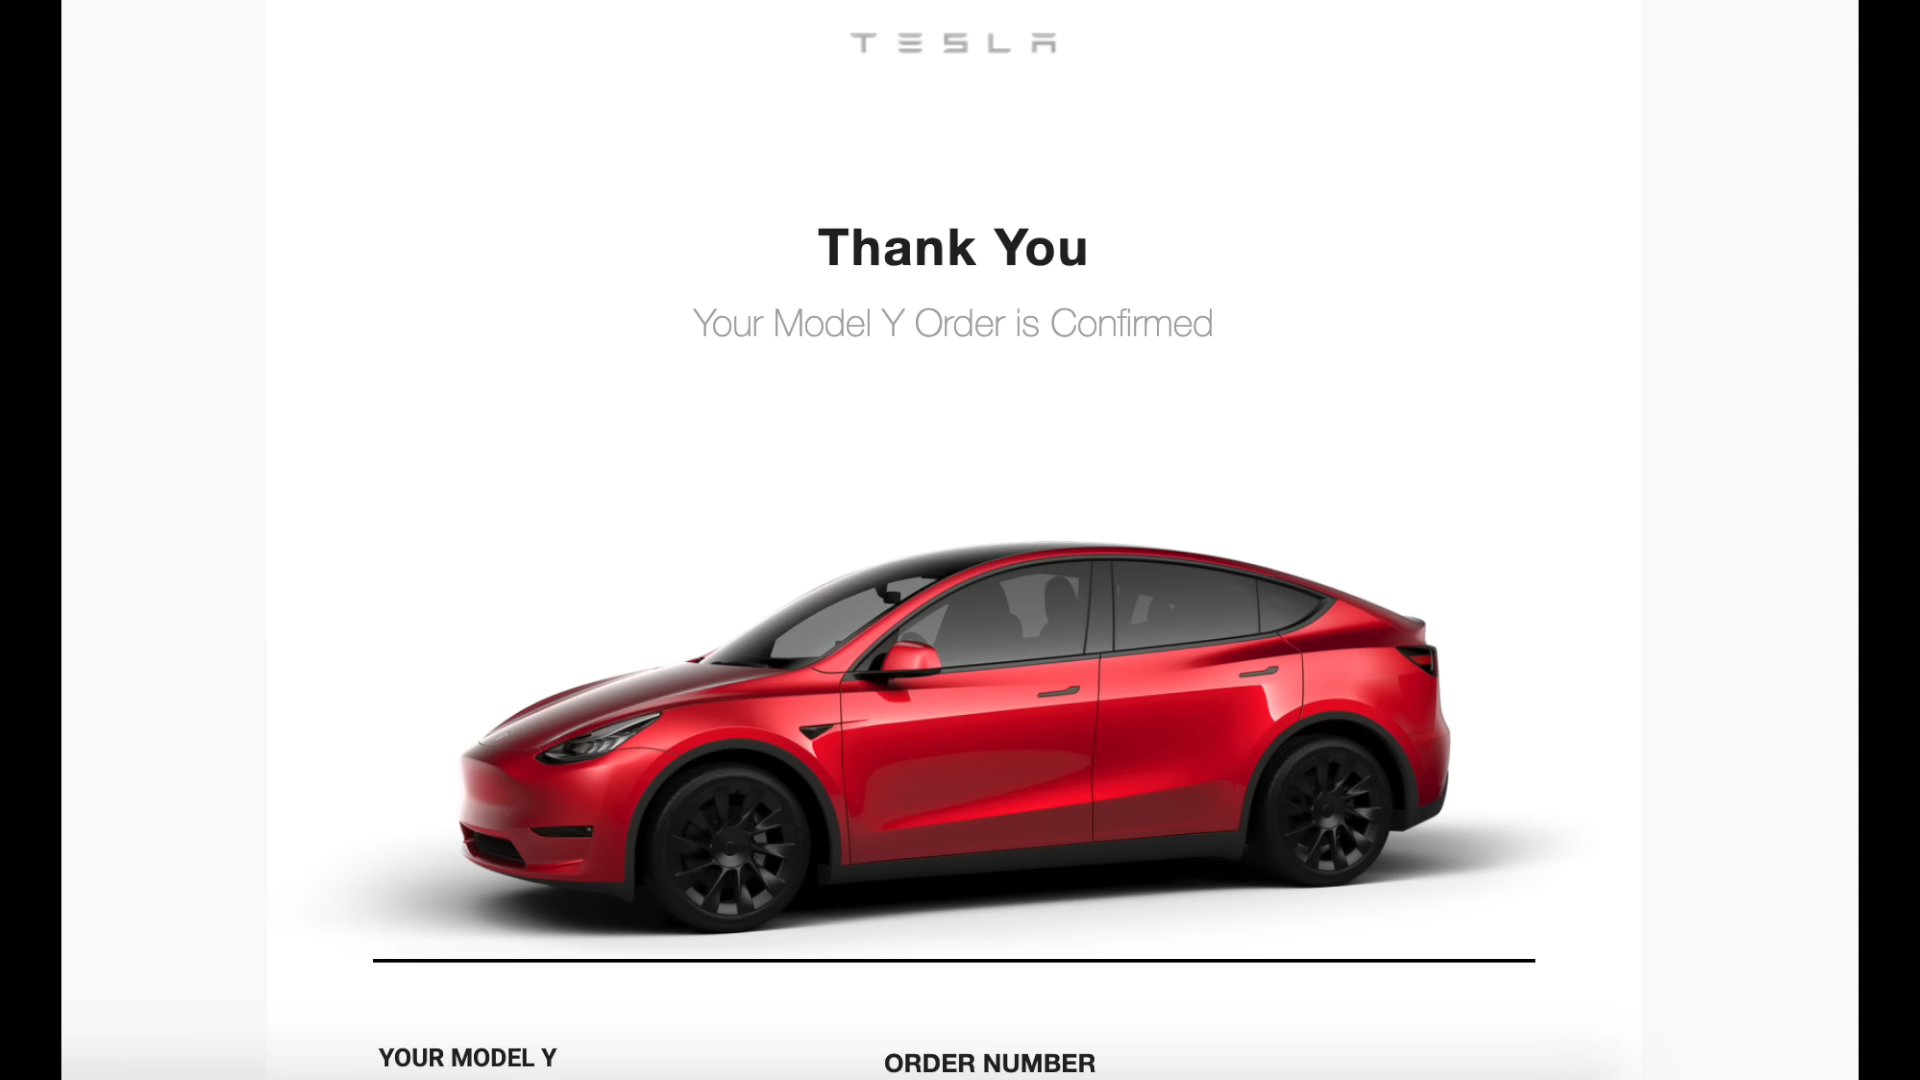 TESLA
Thank You
Your Model Y Order is Confirmed
YOUR MODEL Y
ORDER NUMBER